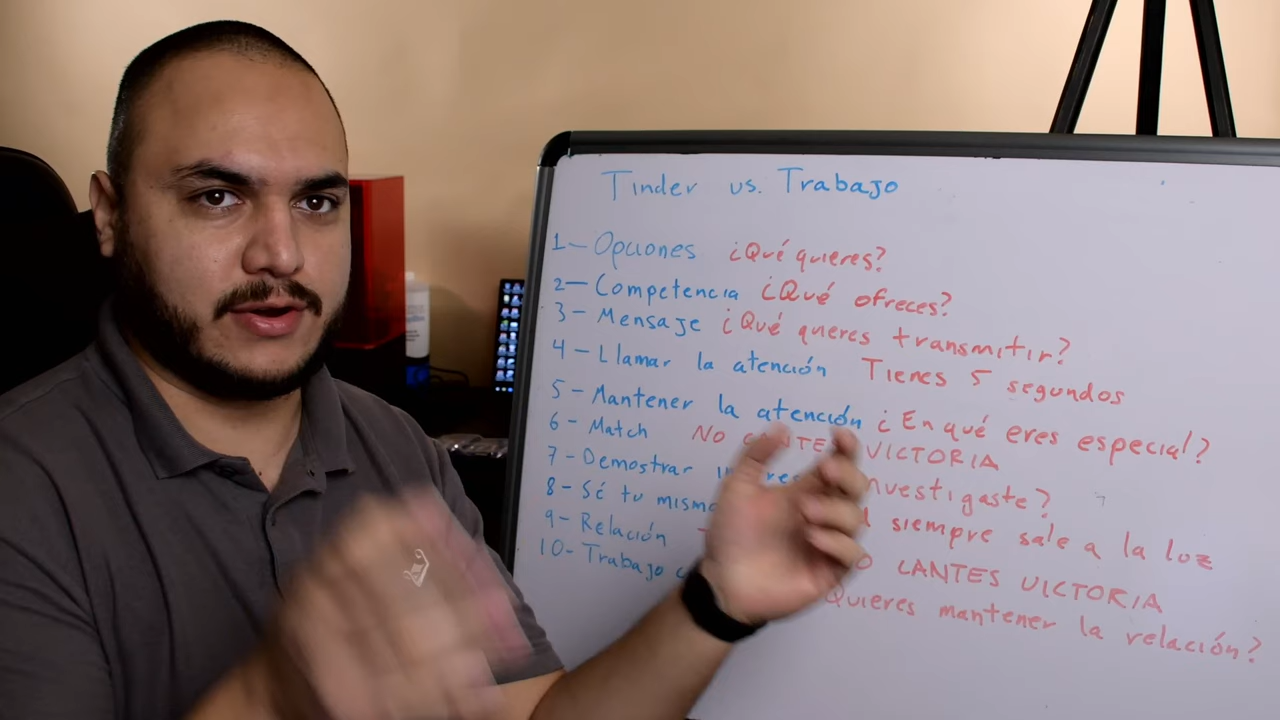 Tinder vs. Trabajo
1- Opciones ¿Qué quieres?
2- Competencia ¿Qué ofreces?
3- Mensaje ¿Qué quieres transmitir?
4- Llamar la atención Tienes 5 segundos
5- Mantener la atención ¿En qué eres especial?
6- Match NO VICTORIA
7- Demostrar
8- Sé tu mismo siempre sale a la luz
9- Relación CANTES VICTORIA
10- Trabajo Quieres mantener la relación?